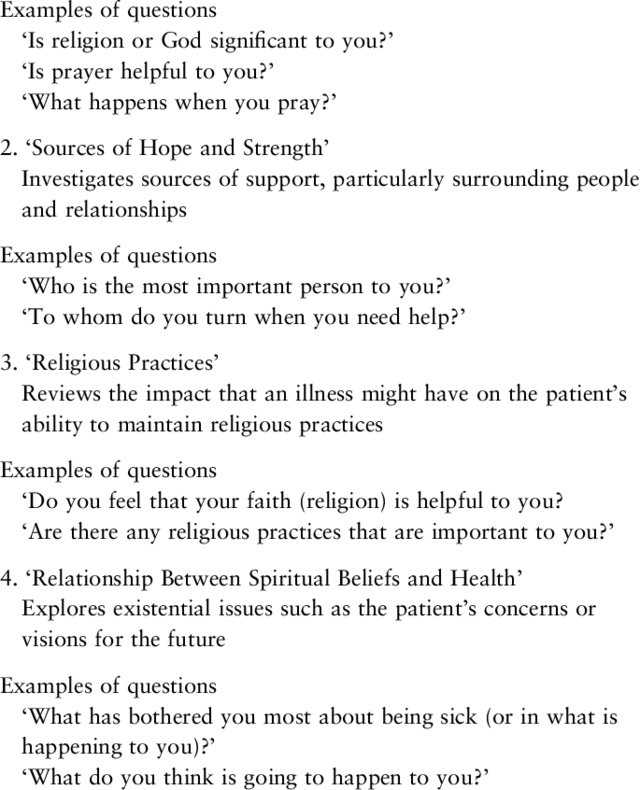 Examples of questions
‘Is religion or God significant to you?’
‘Is prayer helpful to you?’
‘What happens when you pray?’
2. ‘Sources of Hope and Strength’
Investigates sources of support, particularly surrounding people
and relationships
Examples of questions
‘Who is the most important person to you?’
‘To whom do you turn when you need help?’
3. ‘Religious Practices’
Reviews the impact that an illness might have on the patient’s
ability to maintain religious practices
Examples of questions
‘Do you feel that your faith (religion) is helpful to you?
‘Are there any religious practices that are important to you?’
4. ‘Relationship Between Spiritual Beliefs and Health’
Explores existential issues such as the patient’s concerns or
visions for the future
Examples of questions
‘What has bothered you most about being sick (or in what is
happening to you)?’
‘What do you think is going to happen to you?’